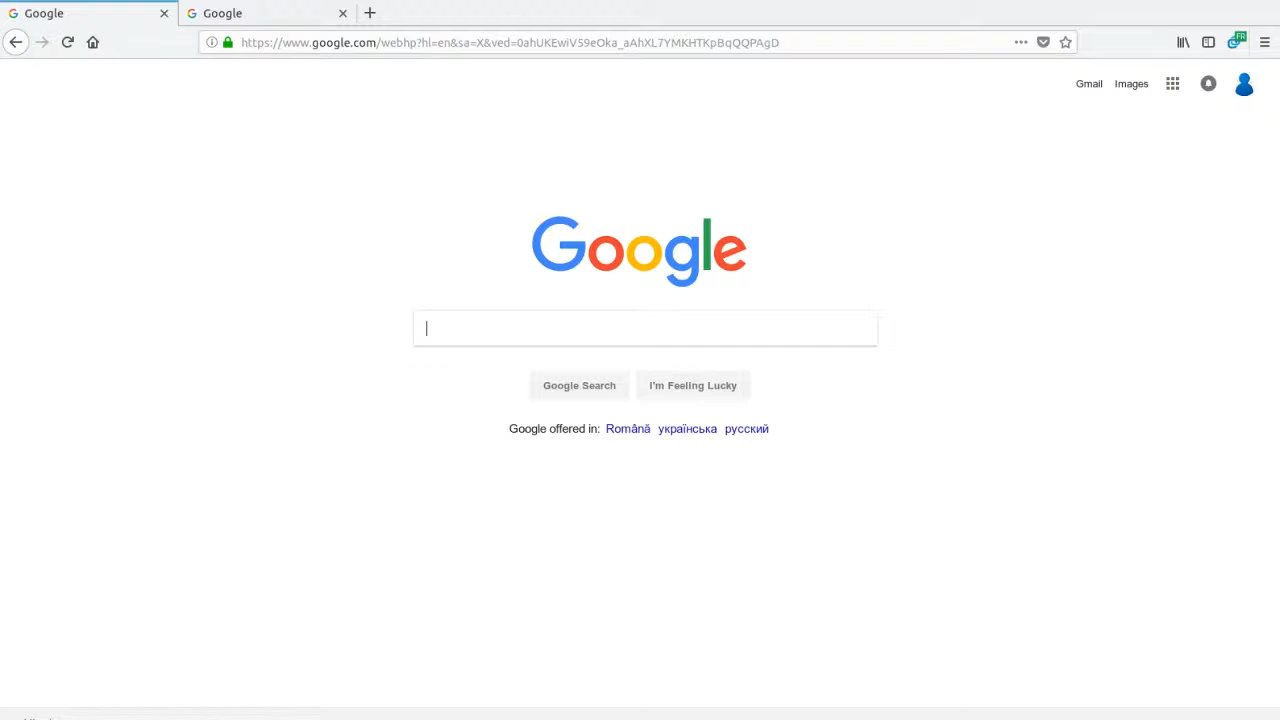 Google
Google
https://www.google.com/webhp?hl=en&sa=X&ved=0ahUKEwiV59eOka_aAhXL7YMKHTKpBqQQPAgD
FR
Gmail Images
Google
Google Search I'm Feeling Lucky
Google offered in: Română українська русский